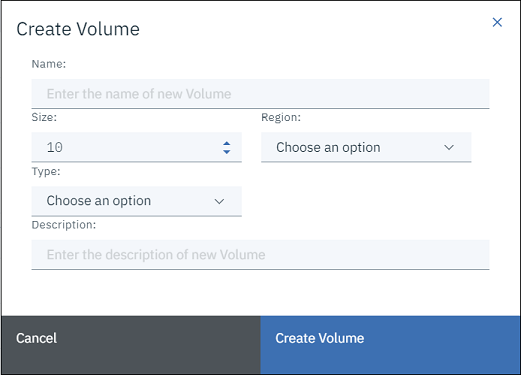 Create Volume
Name:
Enter the name of new Volume
Size: Region:
10 Choose an option
Type:
Choose an option
Description:
Enter the description of new Volume
Cancel Create Volume